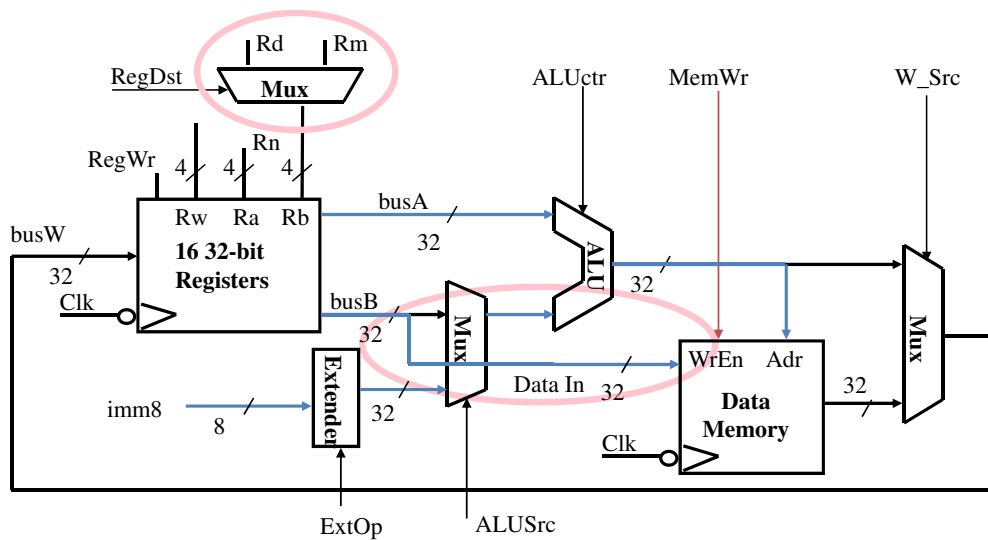 Rd Rm
RegDst
Mux
ALUctr
MemWr
W_Src
RegWr
4
4
Rn
4
Rw Ra Rb
busA
32
busW
32
16 32-bit
Registers
ALU
32
Clk
busB
32
Mux
Mux
WrEn Adr
Data In
32
32
Extender
32
imm8
8
Data
Memory
Clk
ExtOp
ALUSrc